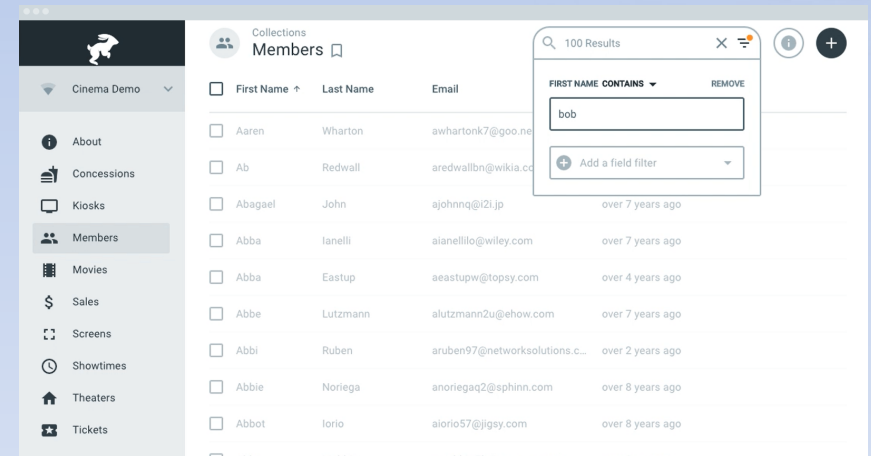 Collections
Members
100 Results
Cinema Demo
First Name ↑ Last Name Email
FIRST NAME CONTAINS REMOVE
bob
Add a field filter
About
Concessions
Kiosks
Members
Movies
Sales
Screens
Showtimes
Theaters
Tickets
Aaren Wharton awhartonk7@goo.ne
Ab Redwall aredwallbn@wikia.cc
Abagael John ajohnnq@i2i.jp over 7 years ago
Abba Ianelli aianellilo@wiley.com over 7 years ago
Abba Eastup aeastupw@topsy.com over 4 years ago
Abbe Lutzmann alutzmann2u@ehow.com over 7 years ago
Abbi Ruben aruben97@networksolutions.c... over 2 years ago
Abbie Noriega anoriegaq2@sphinn.com over 8 years ago
Abbot Iorio aiorio57@jigsy.com over 8 years ago